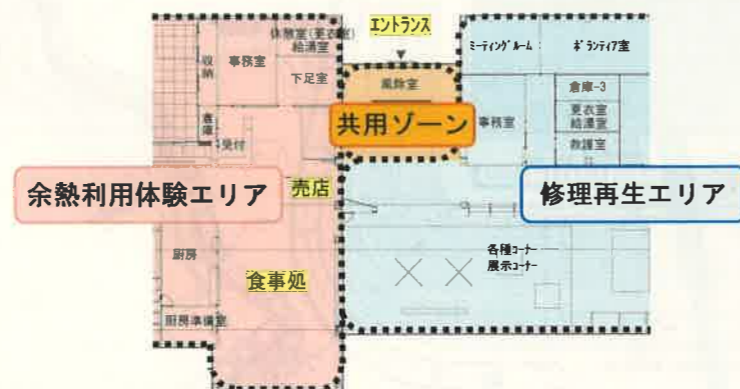 エントランス
休憩室(更衣室)
給湯室
ミーティングルーム
ボランティア室
収納
事務室
下足室
風除室
倉庫-3
更衣室
給湯室
救護室
倉庫
受付
共用ゾーン
事務室
余熱利用体験エリア
売店
修理再生エリア
各種コーナー
展示コーナー
厨房
食事処
厨房準備室